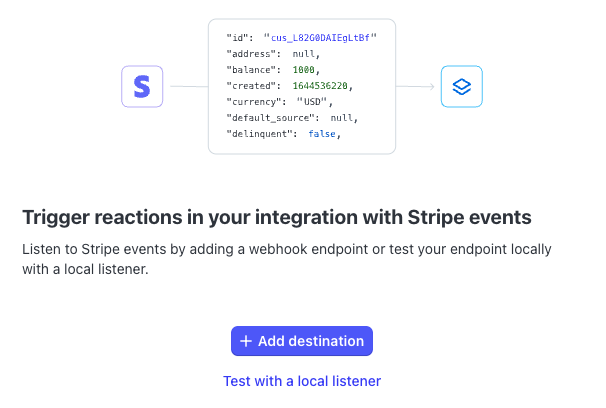 S
"id": "cus_L82G0DAIEgLtBf"
"address": null,
"balance": 1000,
"created": 1644536220,
"currency": "USD",
"default_source": null,
"delinquent": false,
Trigger reactions in your integration with Stripe events
Listen to Stripe events by adding a webhook endpoint or test your endpoint locally
with a local listener.
+ Add destination
Test with a local listener